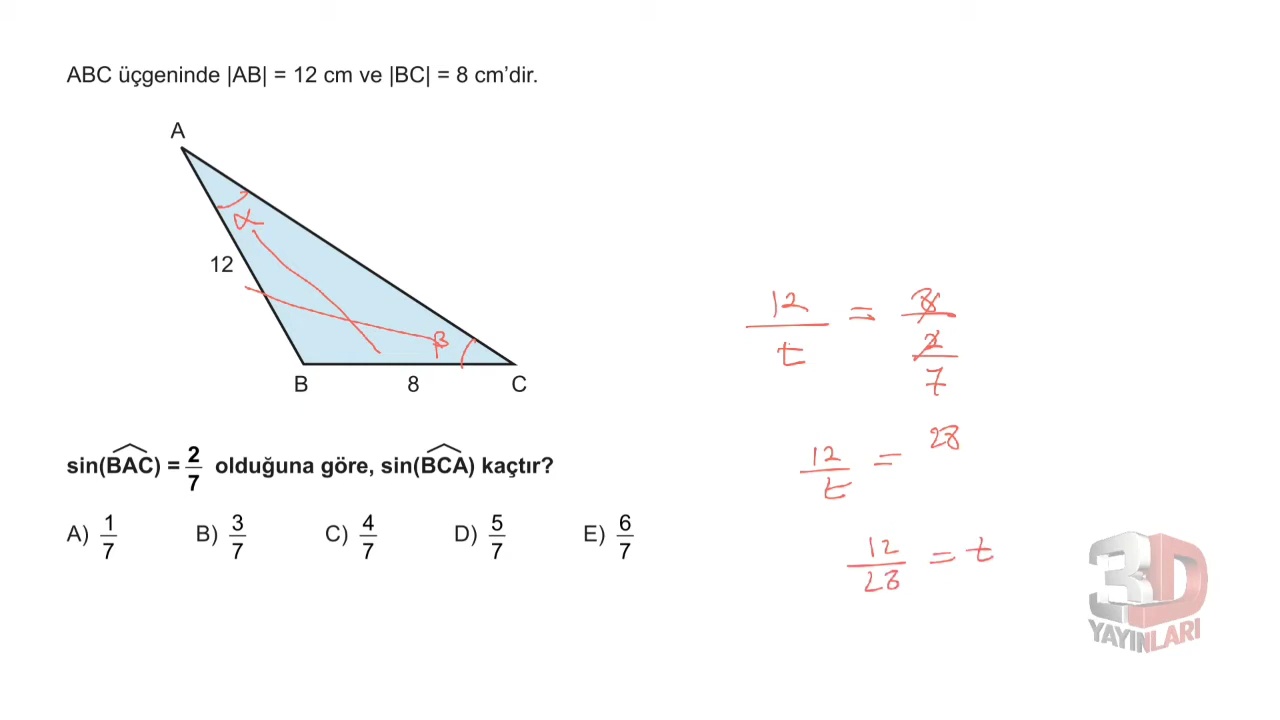 ABC üçgeninde |AB| = 12 cm ve |BC| = 8 cm'dir.
A
α
12
β
B
8
C
12/t = 8/(2/7)
12/t = 28
12/28 = t
sin(BAC) = 2/7 olduğuna göre, sin(BCA) kaçtır?
A) 1/7 B) 3/7 C) 4/7 D) 5/7 E) 6/7
3D
YAYINLARI